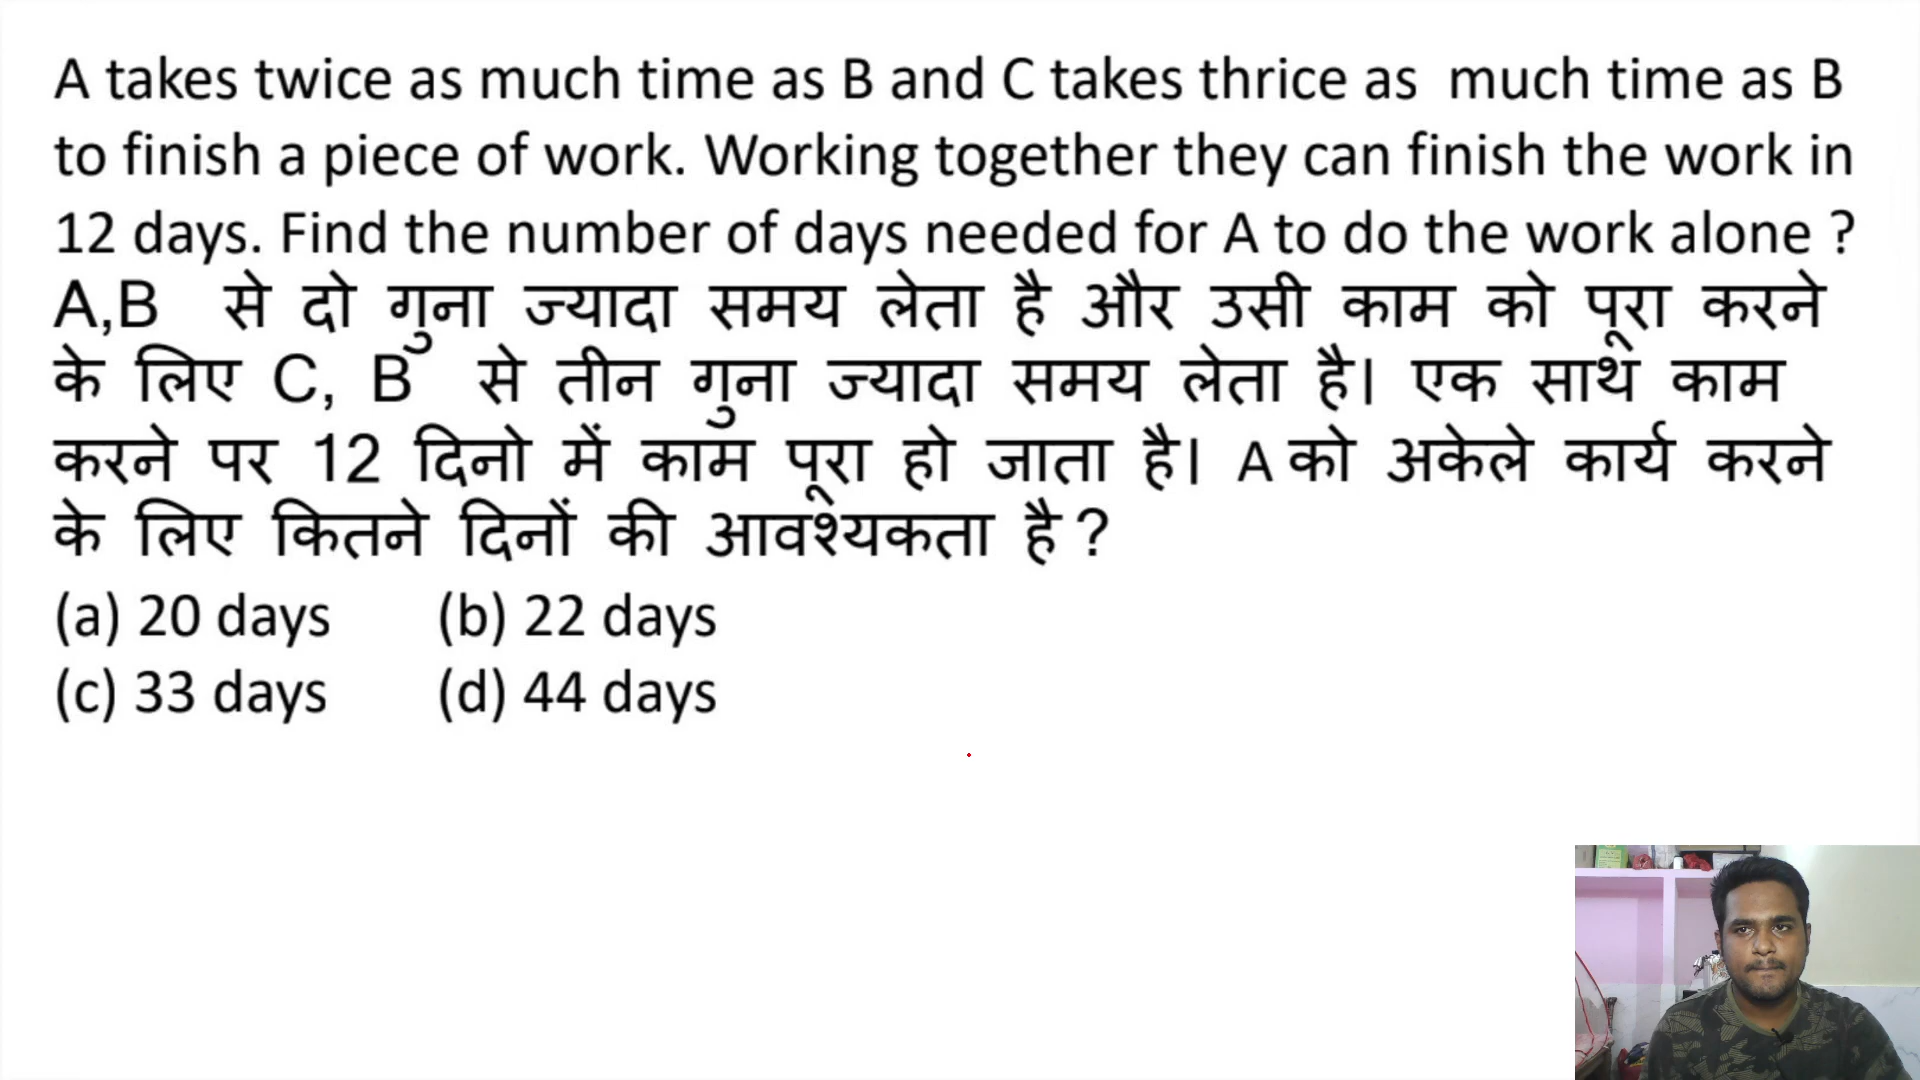 A takes twice as much time as B and C takes thrice as much time as B
to finish a piece of work. Working together they can finish the work in
12 days. Find the number of days needed for A to do the work alone ?
A,B से दो गुना ज्यादा समय लेता है और उसी काम को पूरा करने
के लिए C, B से तीन गुना ज्यादा समय लेता है। एक साथ काम
करने पर 12 दिनो में काम पूरा हो जाता है। A को अकेले कार्य करने
के लिए कितने दिनों की आवश्यकता है ?
(a) 20 days (b) 22 days
(c) 33 days (d) 44 days